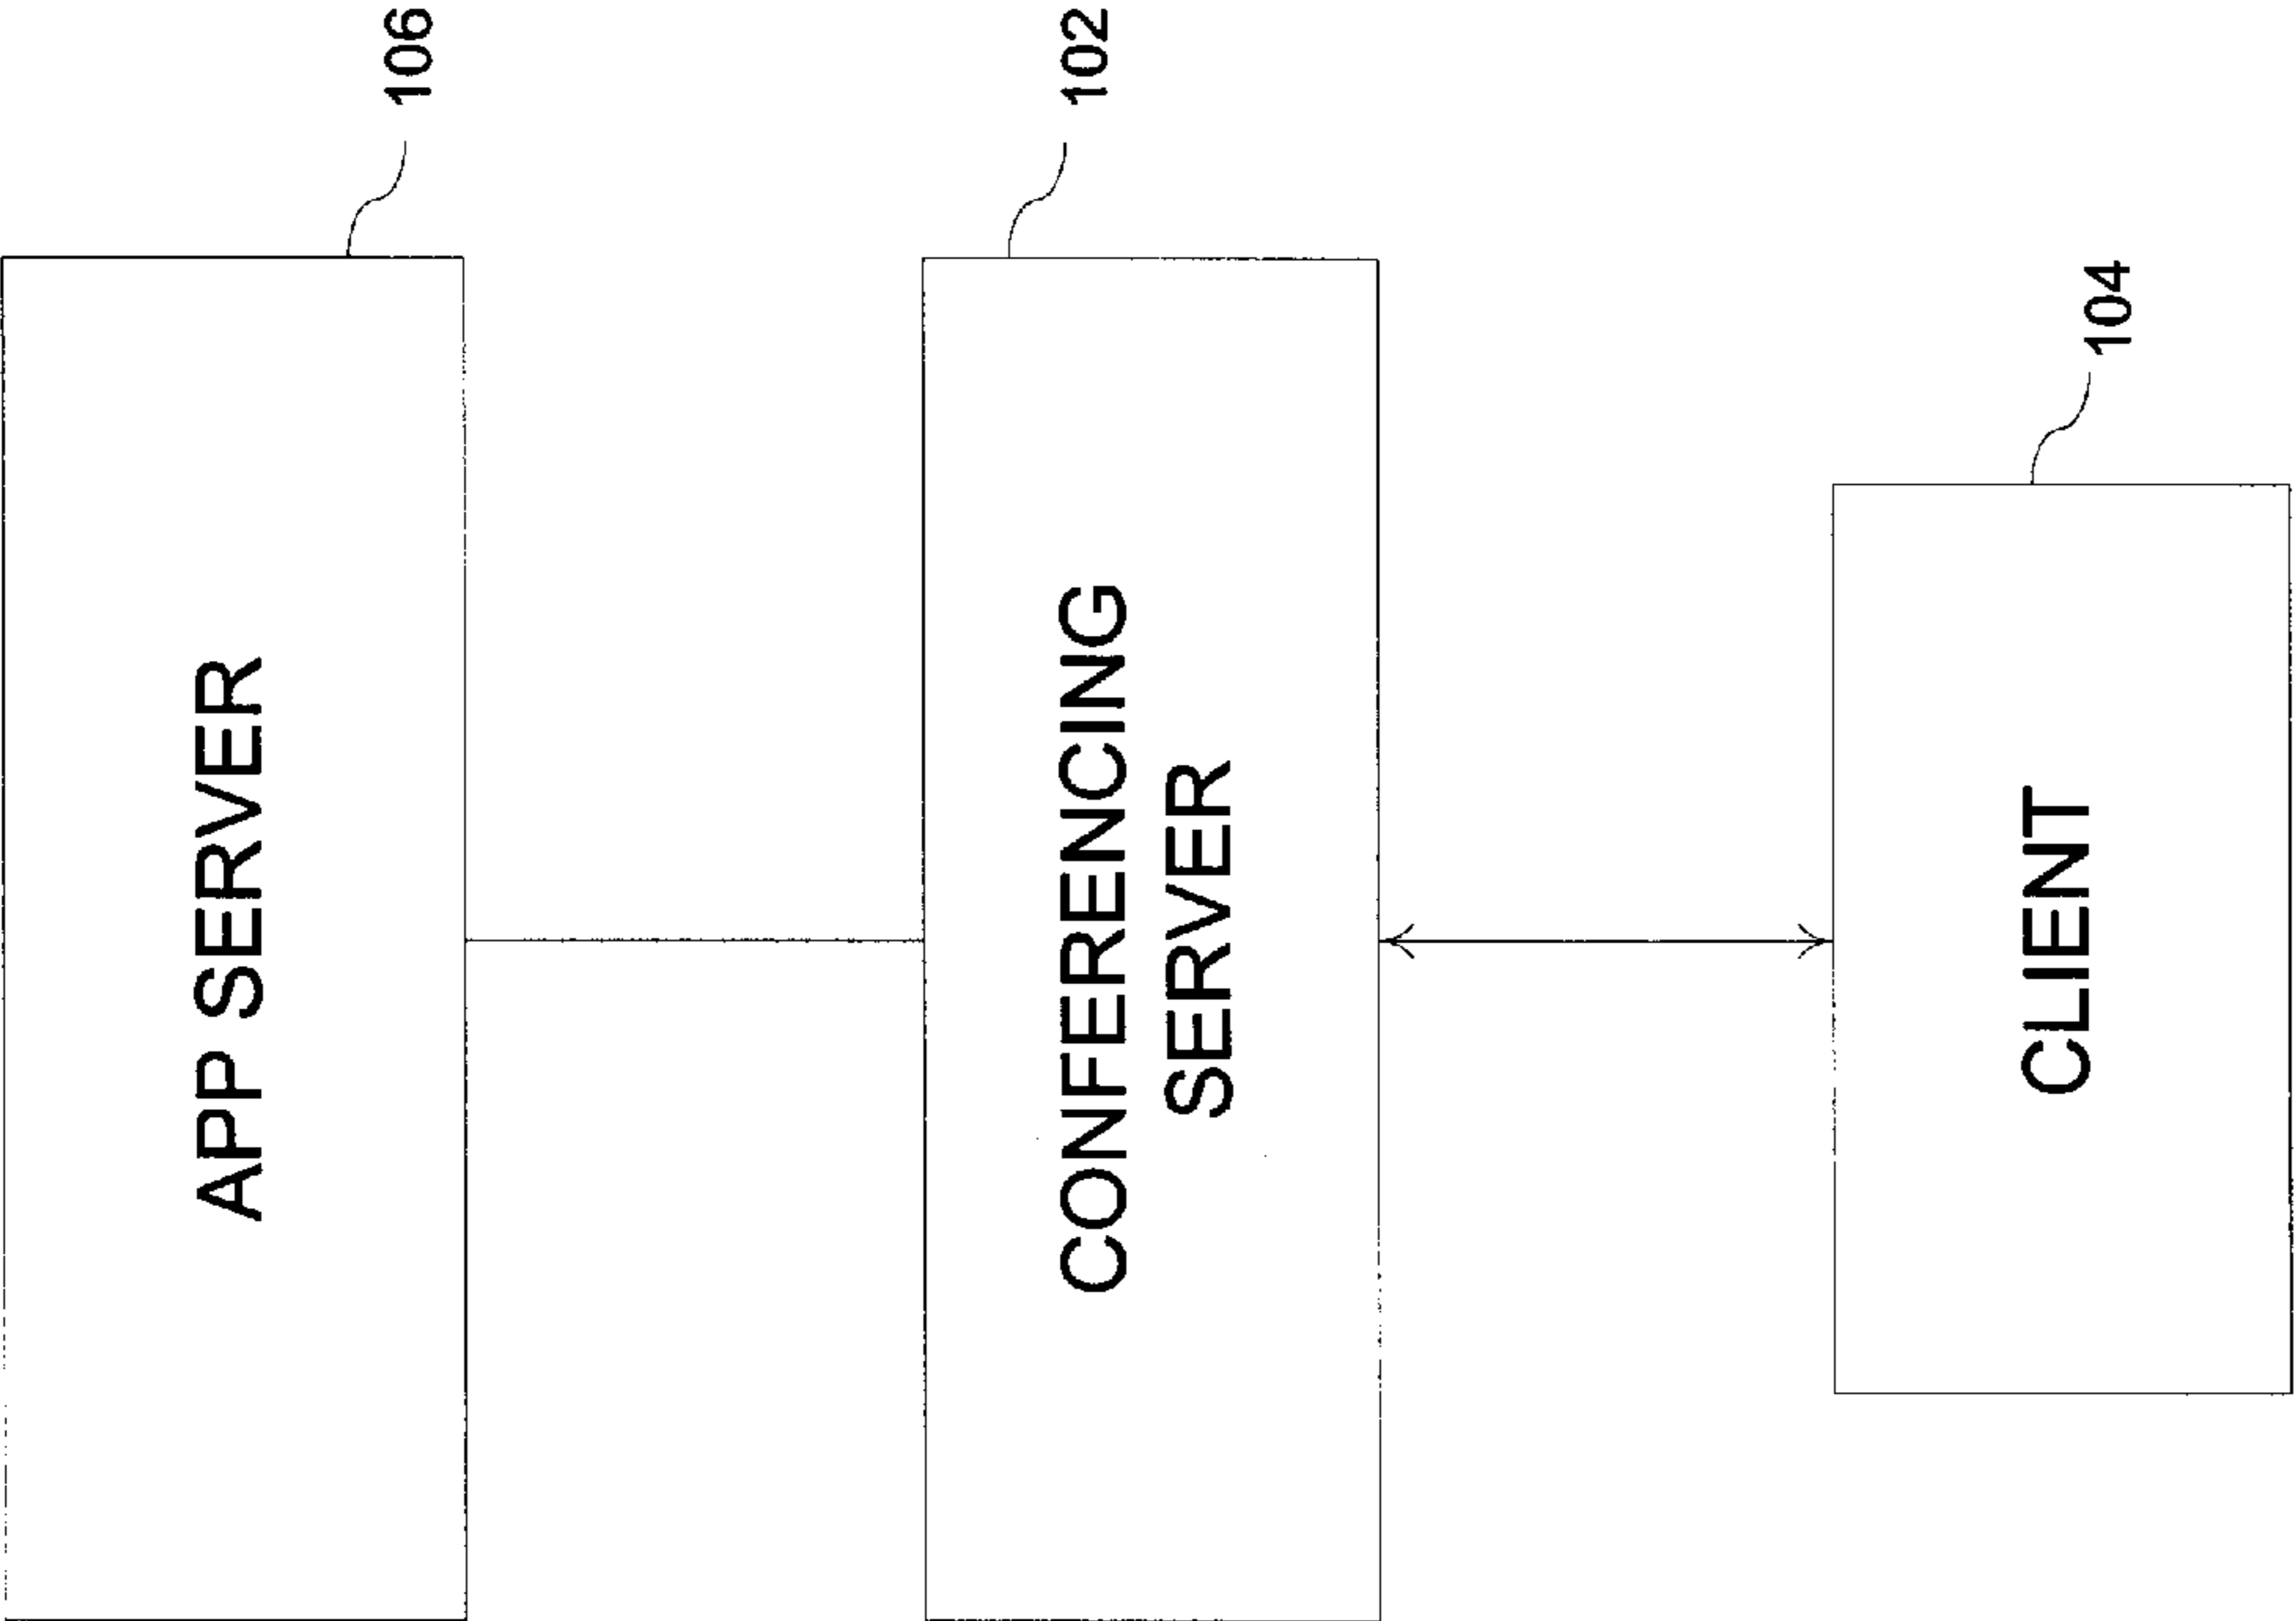 106
APP SERVER
102
CONFERENCING
SERVER
104
CLIENT